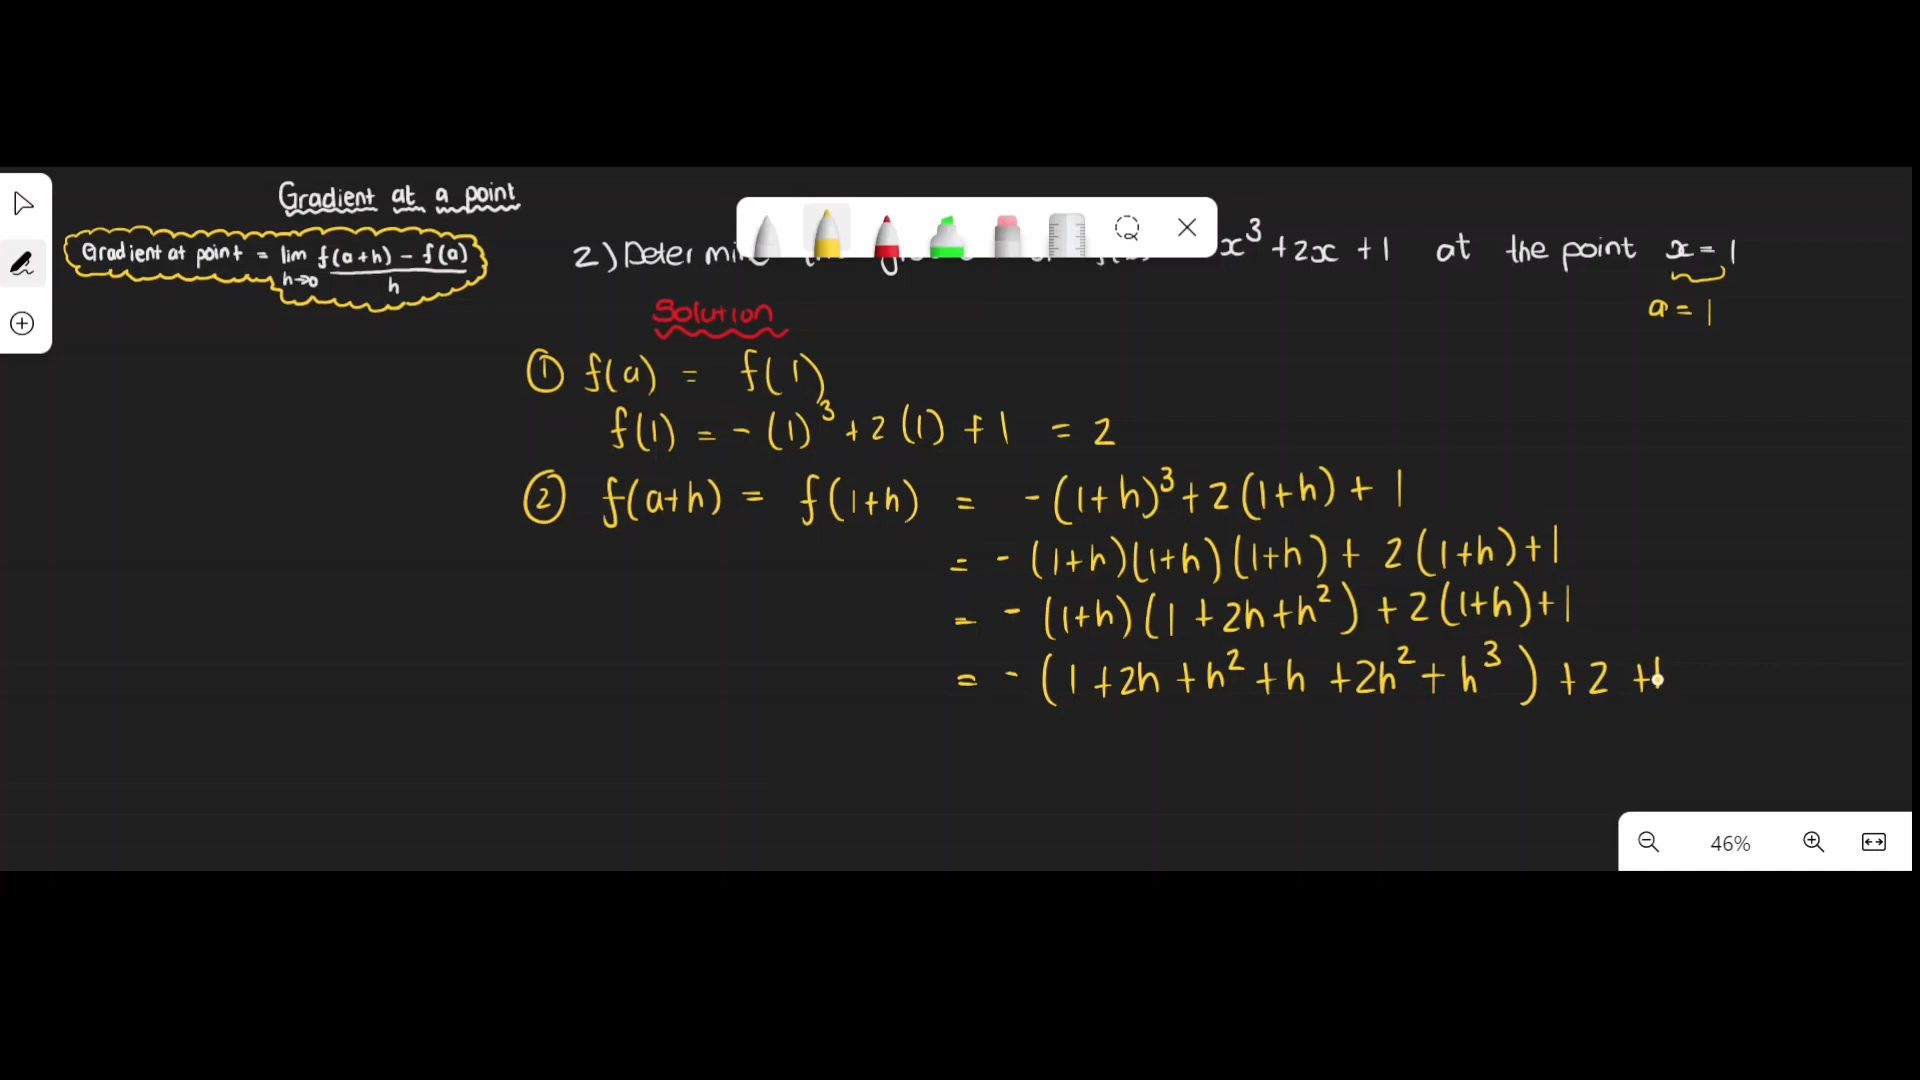 Gradient at a point
Gradient at point = lim h→0 f(a+h) - f(a) / h
2) Determine x³ + 2x + 1 at the point x = 1
a = 1
Solution
① f(a) = f(1)
f(1) = - (1)³ + 2 (1) + 1 = 2
② f(a+h) = f(1+h) = - (1+h)³ + 2 (1+h) + 1
= - (1+h)(1+h)(1+h) + 2 (1+h) + 1
= - (1+h)(1 + 2h + h²) + 2 (1+h) + 1
= - (1 + 2h + h² + h + 2h² + h³) + 2 +
46%